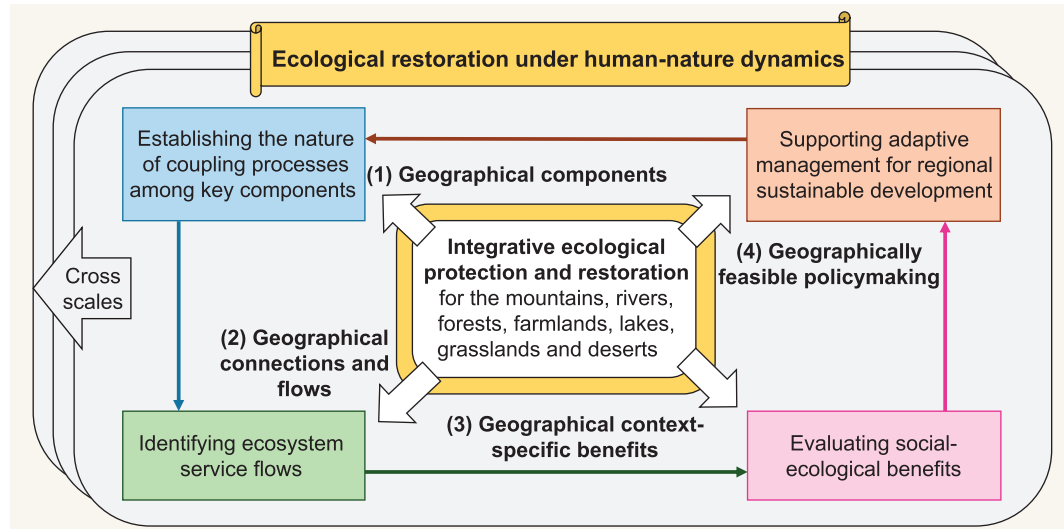 Ecological restoration under human-nature dynamics
Establishing the nature
of coupling processes
among key components
Supporting adaptive
management for regional
sustainable development
(1) Geographical components
Integrative ecological
protection and restoration
for the mountains, rivers,
forests, farmlands, lakes,
grasslands and deserts
(4) Geographically
feasible policymaking
Cross
scales
(2) Geographical
connections and
flows
(3) Geographical context-
specific benefits
Identifying ecosystem
service flows
Evaluating social-
ecological benefits